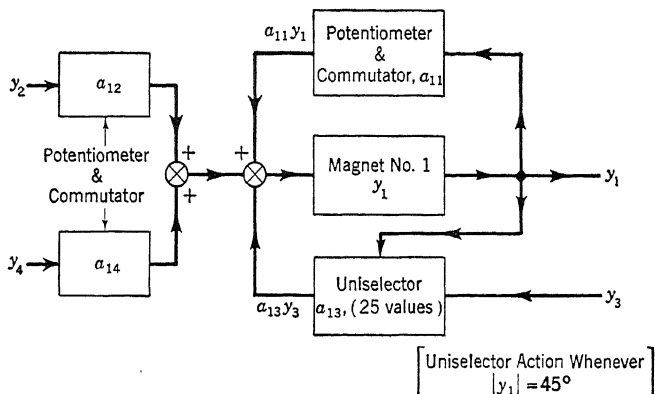 a₁₁y₁
Potentiometer
&
Commutator, a₁₁
y₂
a₁₂
Potentiometer
&
Commutator
+
+
+
Magnet No. 1
y₁
y₁
y₄
a₁₄
a₁₃y₃
Uniselector
a₁₃, (25 values)
y₃
[Uniselector Action Whenever
|y₁| = 45°]